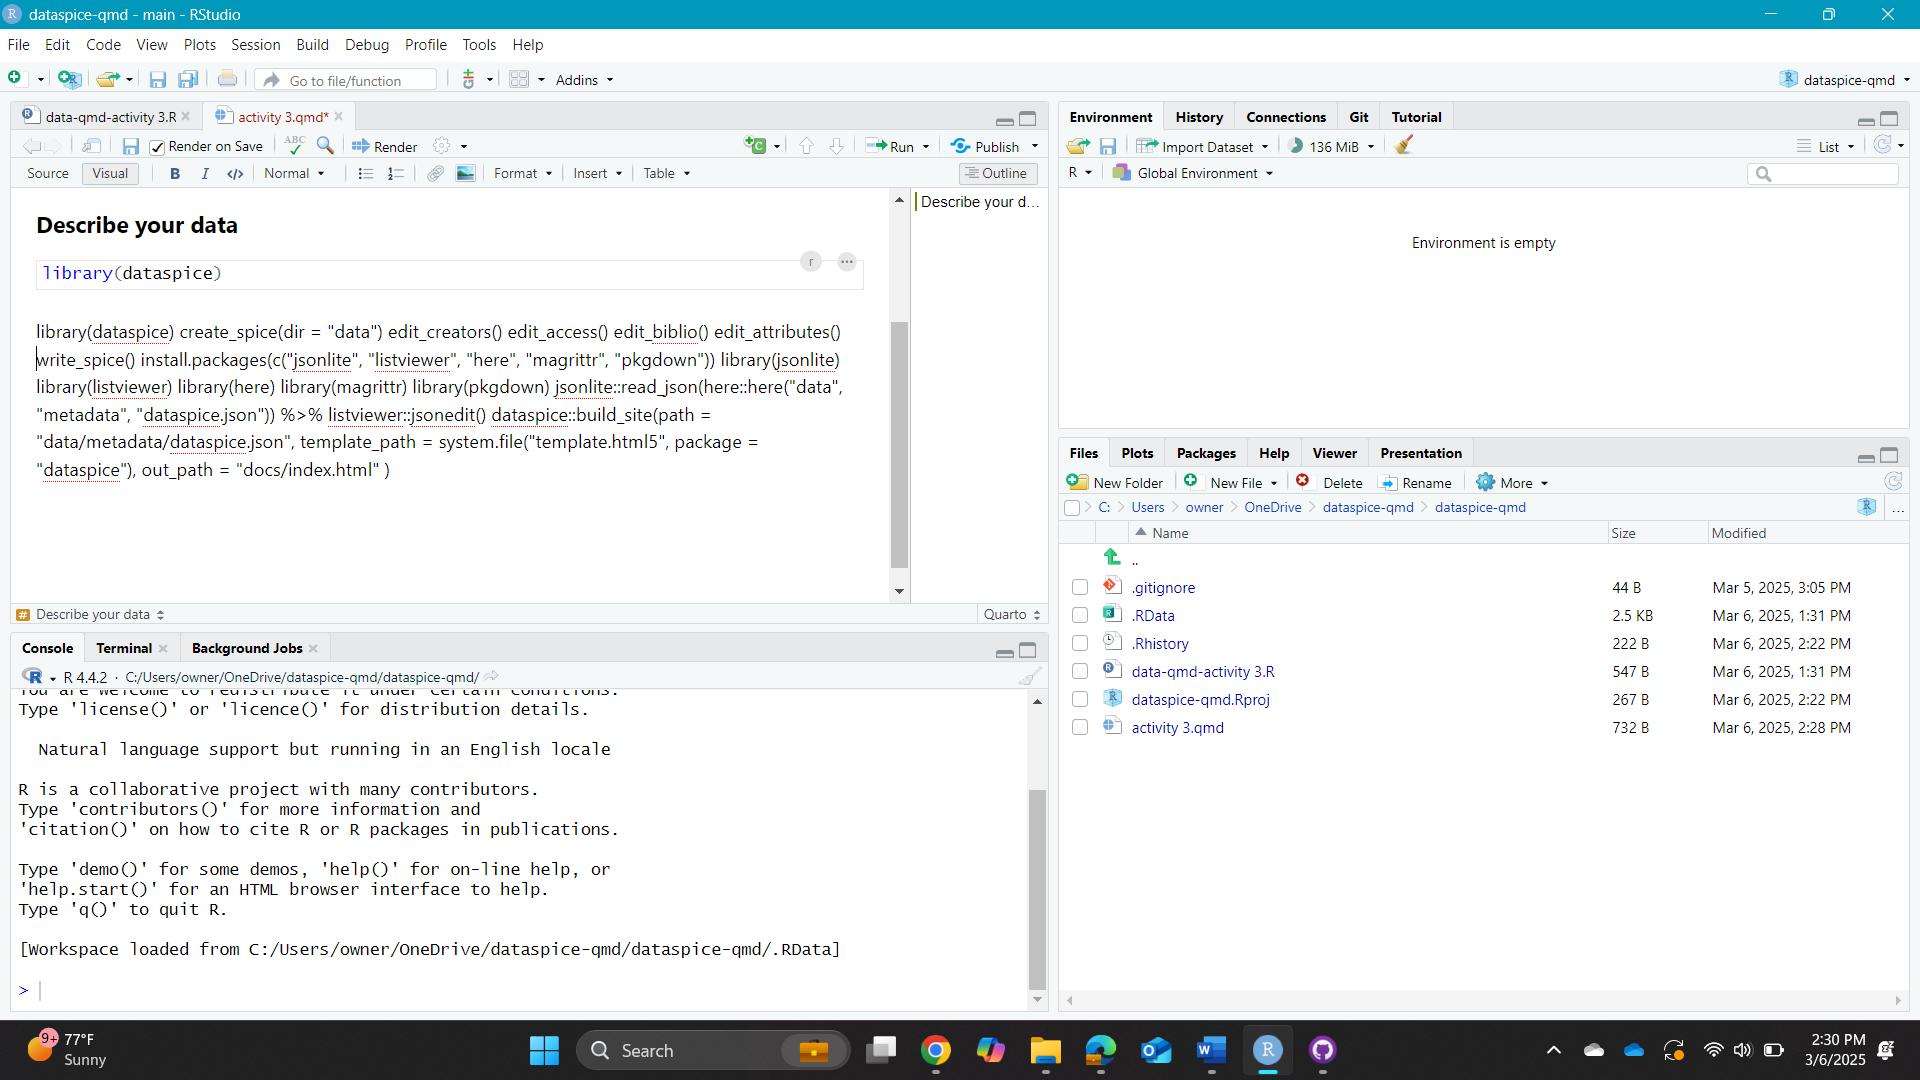 dataspice-qmd - main - RStudio
File Edit Code View Plots Session Build Debug Profile Tools Help
Go to file/function Addins dataspice-qmd
data-qmd-activity 3.R activity 3.qmd*
Render on Save ABC Render Run Publish
Source Visual B I </> Normal Format Insert Table Outline
Describe your data
library(dataspice)
r
library(dataspice) create_spice(dir = "data") edit_creators() edit_access() edit_biblio() edit_attributes()
write_spice() install.packages(c("jsonlite", "listviewer", "here", "magrittr", "pkgdown")) library(jsonlite)
library(listviewer) library(here) library(magrittr) library(pkgdown) jsonlite::read_json(here::here("data",
"metadata", "dataspice.json")) %>% listviewer::jsonedit() dataspice::build_site(path =
"data/metadata/dataspice.json", template_path = system.file("template.html5", package =
"dataspice"), out_path = "docs/index.html" )
Describe your d...
Describe your data Quarto
Console Terminal Background Jobs
R 4.4.2 · C:/Users/owner/OneDrive/dataspice-qmd/dataspice-qmd/
You are welcome to redistribute it under certain conditions.
Type 'license()' or 'licence()' for distribution details.
Natural language support but running in an English locale
R is a collaborative project with many contributors.
Type 'contributors()' for more information and
'citation()' on how to cite R or R packages in publications.
Type 'demo()' for some demos, 'help()' for on-line help, or
'help.start()' for an HTML browser interface to help.
Type 'q()' to quit R.
[Workspace loaded from C:/Users/owner/OneDrive/dataspice-qmd/dataspice-qmd/.RData]
>
Environment History Connections Git Tutorial
Import Dataset 136 MiB List
R Global Environment
Environment is empty
Files Plots Packages Help Viewer Presentation
New Folder New File Delete Rename More
C: Users owner OneDrive dataspice-qmd dataspice-qmd ...
Name Size Modified
..
.gitignore 44 B Mar 5, 2025, 3:05 PM
.RData 2.5 KB Mar 6, 2025, 1:31 PM
.Rhistory 222 B Mar 6, 2025, 2:22 PM
data-qmd-activity 3.R 547 B Mar 6, 2025, 1:31 PM
dataspice-qmd.Rproj 267 B Mar 6, 2025, 2:22 PM
activity 3.qmd 732 B Mar 6, 2025, 2:28 PM
9+ 77°F
Sunny
Search
2:30 PM
3/6/2025